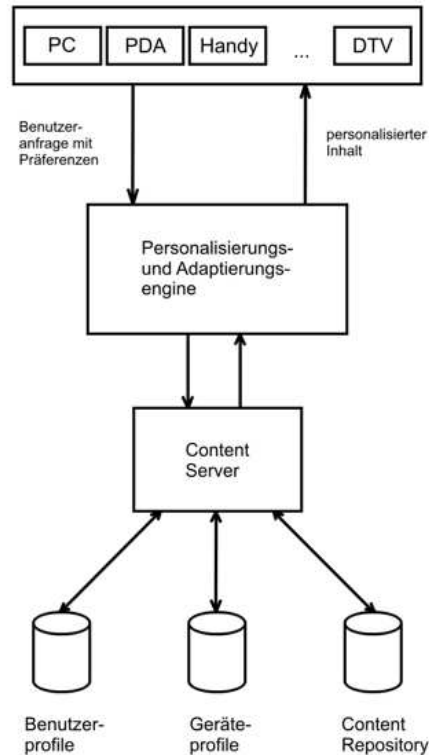 PC PDA Handy ... DTV
Benutzer-
anfrage mit
Präferenzen
personalisierter
Inhalt
Personalisierungs-
und Adaptierungs-
engine
Content
Server
Benutzer-
profile
Geräte-
profile
Content
Repository